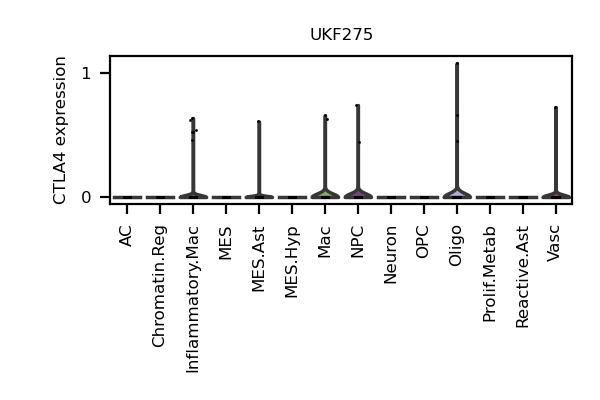 UKF275
CTLA4 expression
1
0
AC
Chromatin.Reg
Inflammatory.Mac
MES
MES.Ast
MES.Hyp
Mac
NPC
Neuron
OPC
Oligo
Prolif.Metab
Reactive.Ast
Vasc